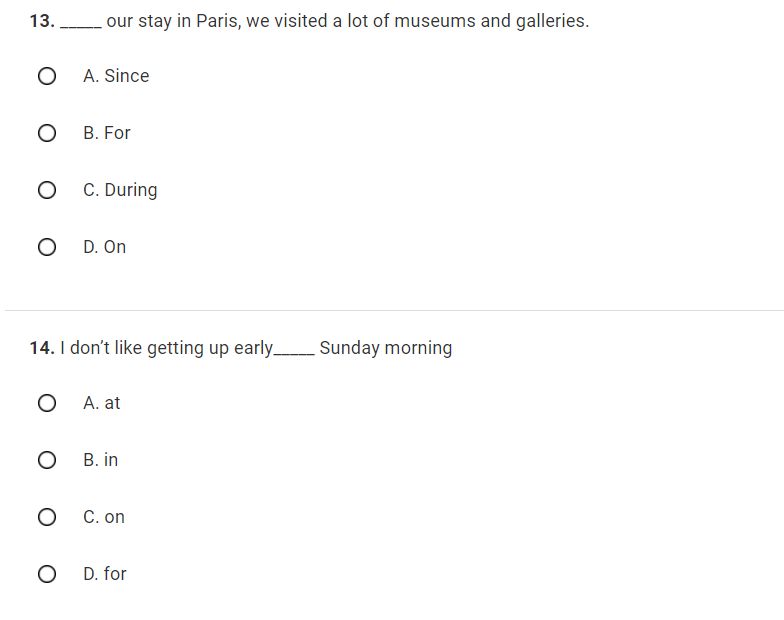 13. _____ our stay in Paris, we visited a lot of museums and galleries.
A. Since
B. For
C. During
D. On
14. I don’t like getting up early_____ Sunday morning
A. at
B. in
C. on
D. for